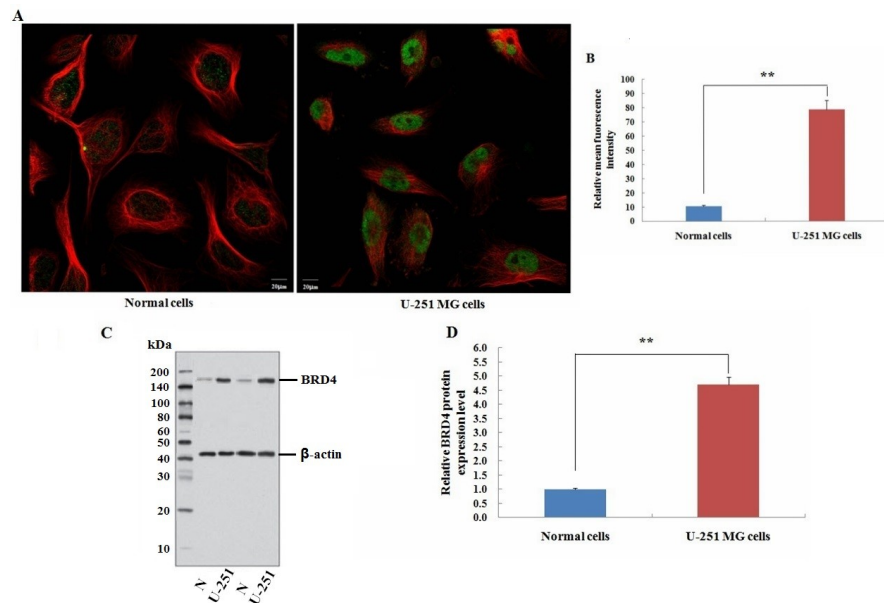 A
20μm
20μm
Normal cells
U-251 MG cells
B
Relative mean fluorescence
intensity
100
90
80
70
60
50
40
30
20
10
0
**
Normal cells
U-251 MG cells
C
kDa
200
140
100
80
60
50
40
30
20
10
BRD4
β-actin
N
U-251
N
U-251
D
Relative BRD4 protein
expression level
6.0
5.5
5.0
4.5
4.0
3.5
3.0
2.5
2.0
1.5
1.0
0.5
0.0
**
Normal cells
U-251 MG cells